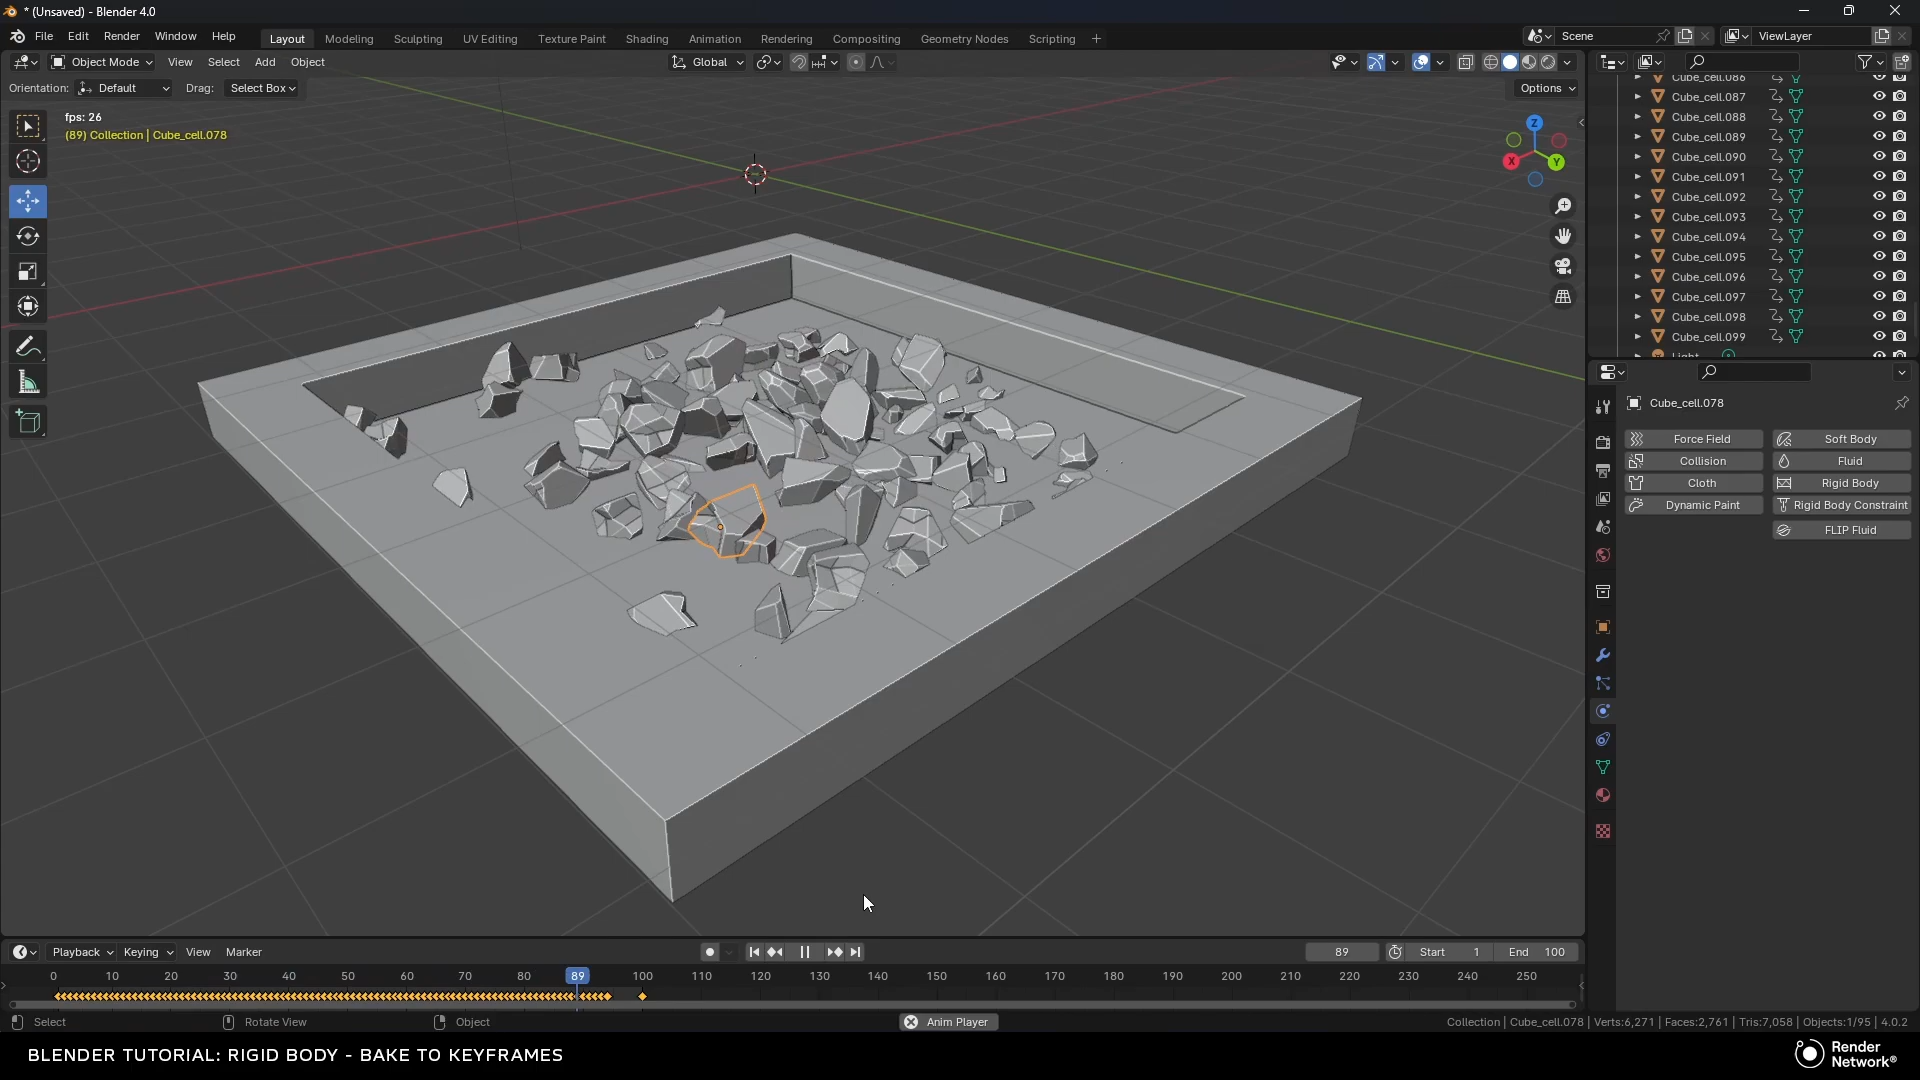 * (Unsaved) - Blender 4.0
File Edit Render Window Help
Layout Modeling Sculpting UV Editing Texture Paint Shading Animation Rendering Compositing Geometry Nodes Scripting +
Scene
ViewLayer
Object Mode View Select Add Object
Global
Orientation: Default Drag: Select Box
Options
fps: 26
(89) Collection | Cube_cell.078
Z
X
Y
Cube_cell.086
Cube_cell.087
Cube_cell.088
Cube_cell.089
Cube_cell.090
Cube_cell.091
Cube_cell.092
Cube_cell.093
Cube_cell.094
Cube_cell.095
Cube_cell.096
Cube_cell.097
Cube_cell.098
Cube_cell.099
Light
Cube_cell.078
Force Field Soft Body
Collision Fluid
Cloth Rigid Body
Dynamic Paint Rigid Body Constraint
FLIP Fluid
Playback Keying View Marker
89 Start 1 End 100
0 10 20 30 40 50 60 70 80 89 100 110 120 130 140 150 160 170 180 190 200 210 220 230 240 250
Select Rotate View Object
Anim Player
Collection | Cube_cell.078 | Verts:6,271 | Faces:2,761 | Tris:7,058 | Objects:1/95 | 4.0.2
BLENDER TUTORIAL: RIGID BODY - BAKE TO KEYFRAMES
Render
Network®